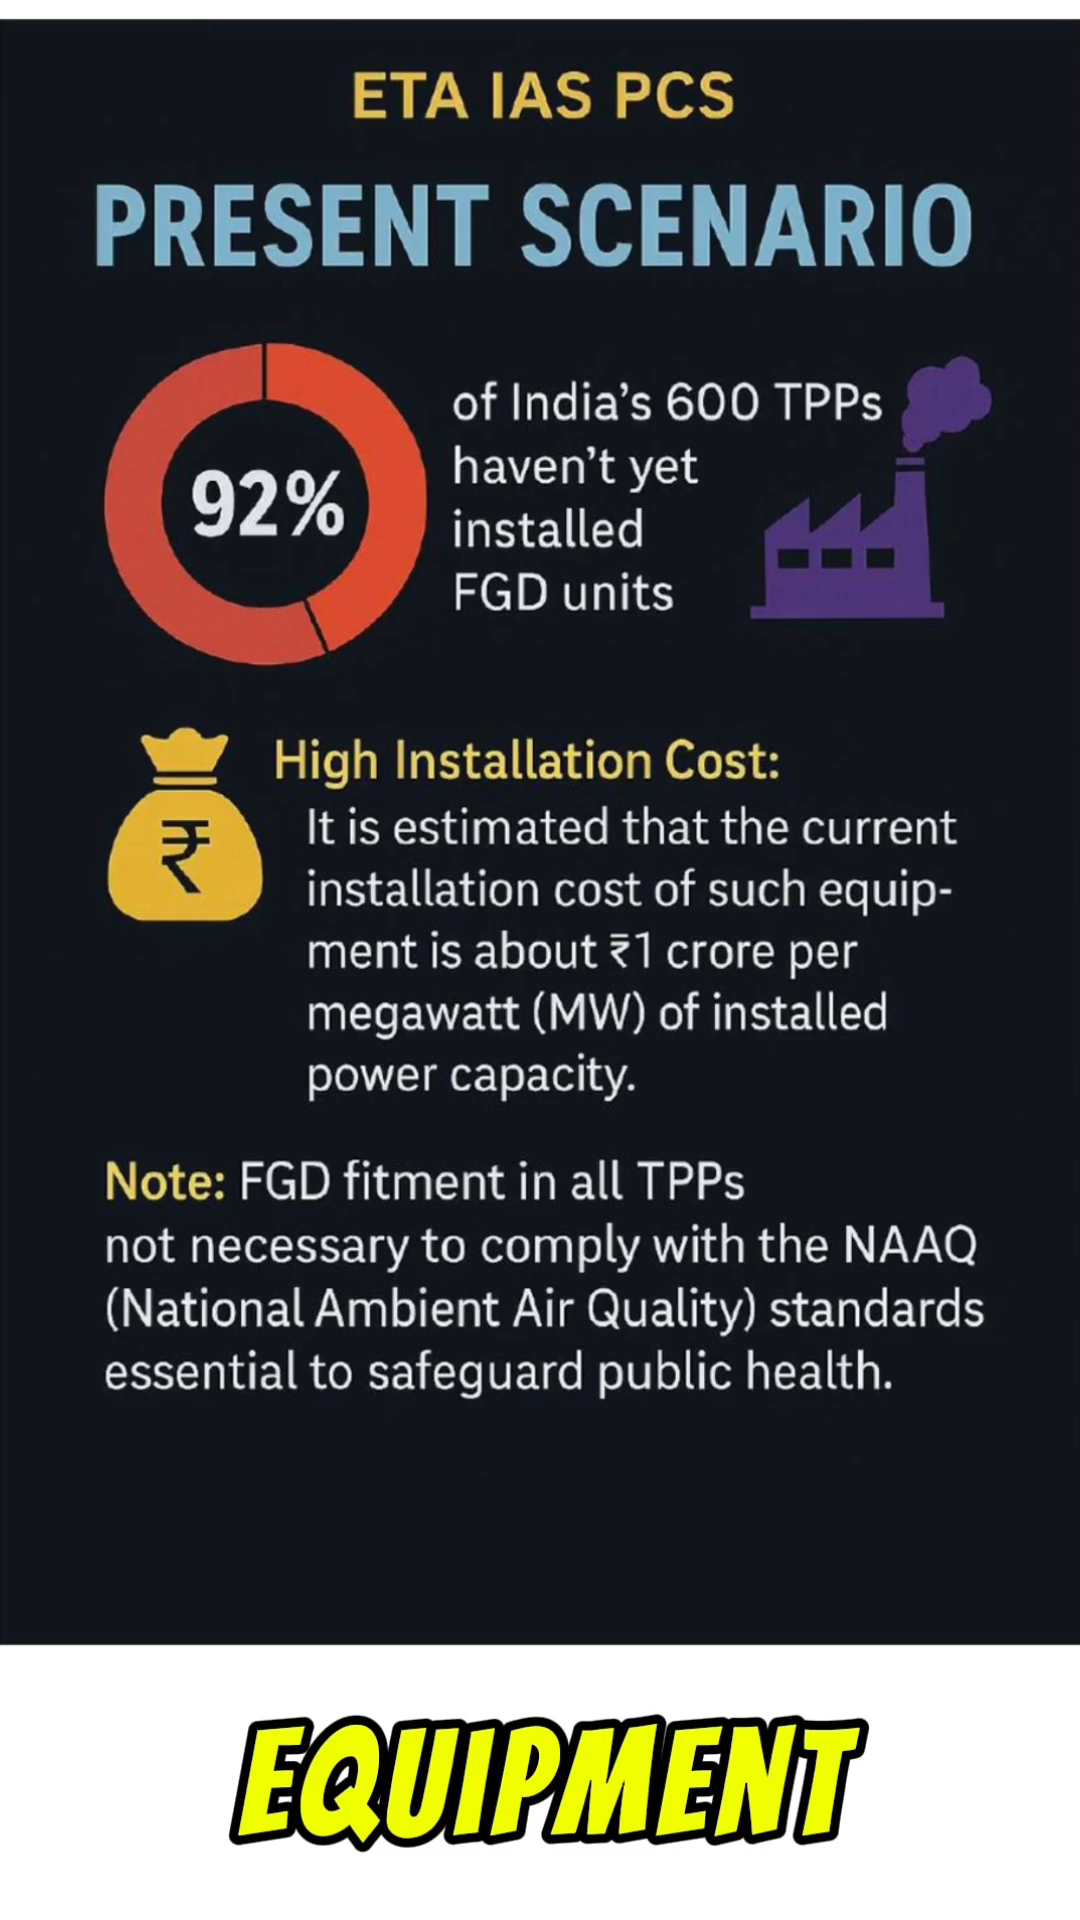 ETA IAS PCS
PRESENT SCENARIO
92%
of India's 600 TPPs
haven't yet
installed
FGD units
₹
High Installation Cost:
It is estimated that the current
installation cost of such equip-
ment is about ₹1 crore per
megawatt (MW) of installed
power capacity.
Note: FGD fitment in all TPPs
not necessary to comply with the NAAQ
(National Ambient Air Quality) standards
essential to safeguard public health.
EQUIPMENT